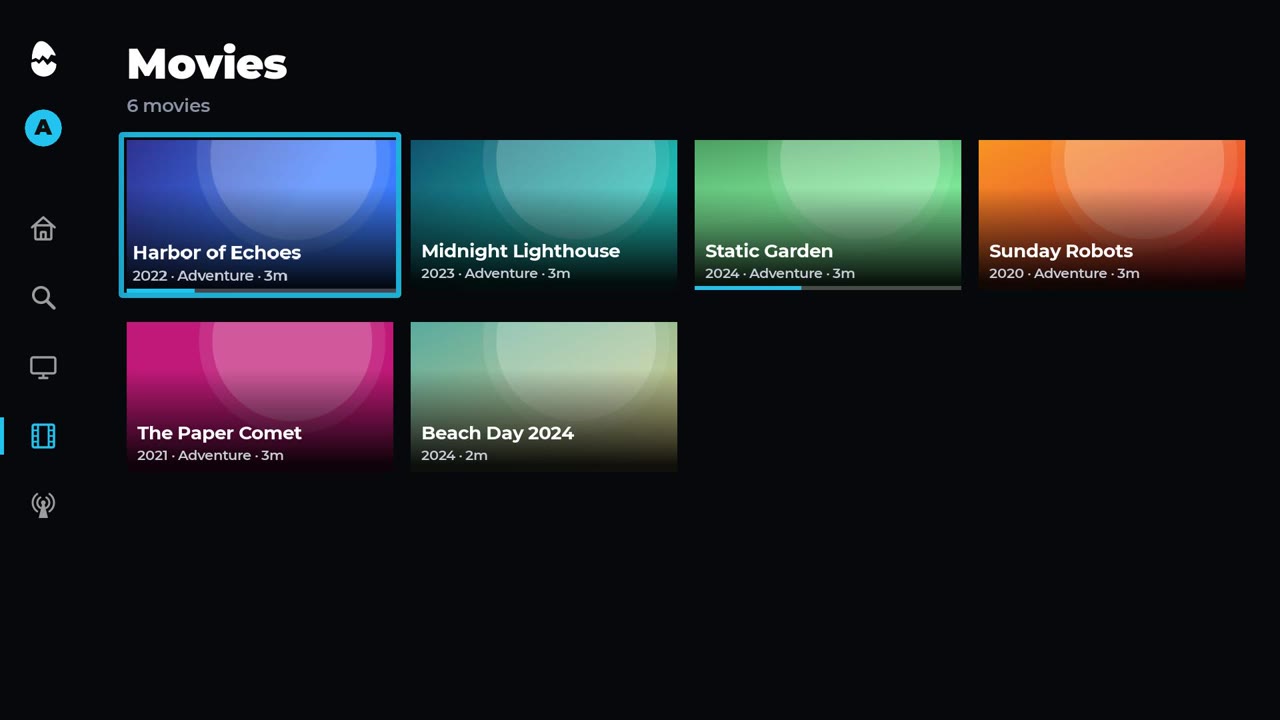 Movies
6 movies
A
Harbor of Echoes
2022 · Adventure · 3m
Midnight Lighthouse
2023 · Adventure · 3m
Static Garden
2024 · Adventure · 3m
Sunday Robots
2020 · Adventure · 3m
The Paper Comet
2021 · Adventure · 3m
Beach Day 2024
2024 · 2m